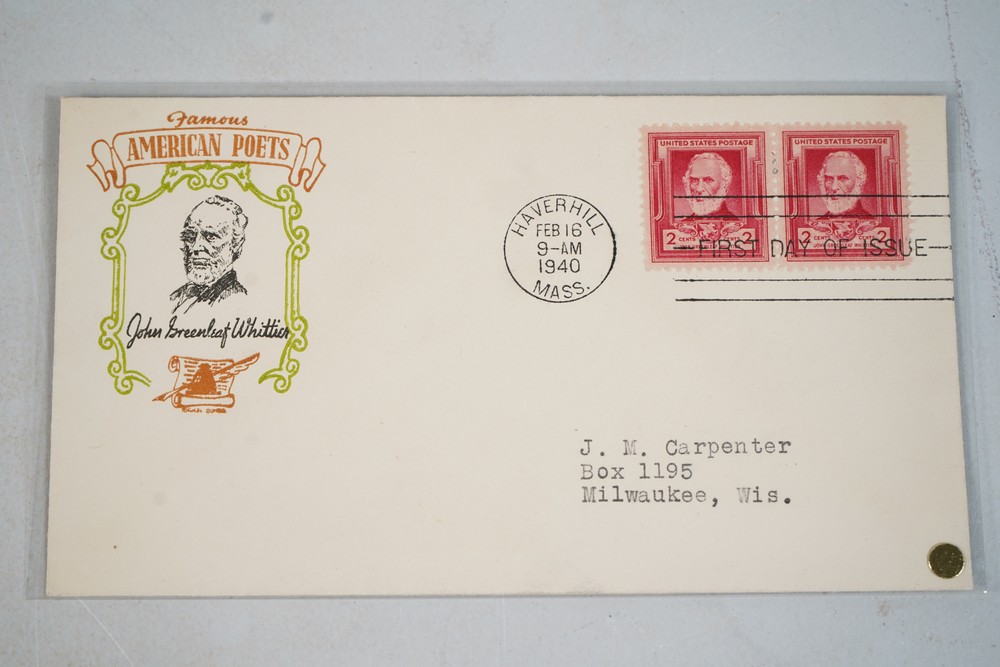 Famous
AMERICAN POETS
John Greenleaf Whittier
HAVERHILL
FEB 16
9-AM
1940
MASS.
UNITED STATES POSTAGE
2 CENTS CENTS 2
UNITED STATES POSTAGE
2 CENTS 2
FIRST DAY OF ISSUE
J. M. Carpenter
Box 1195
Milwaukee, Wis.